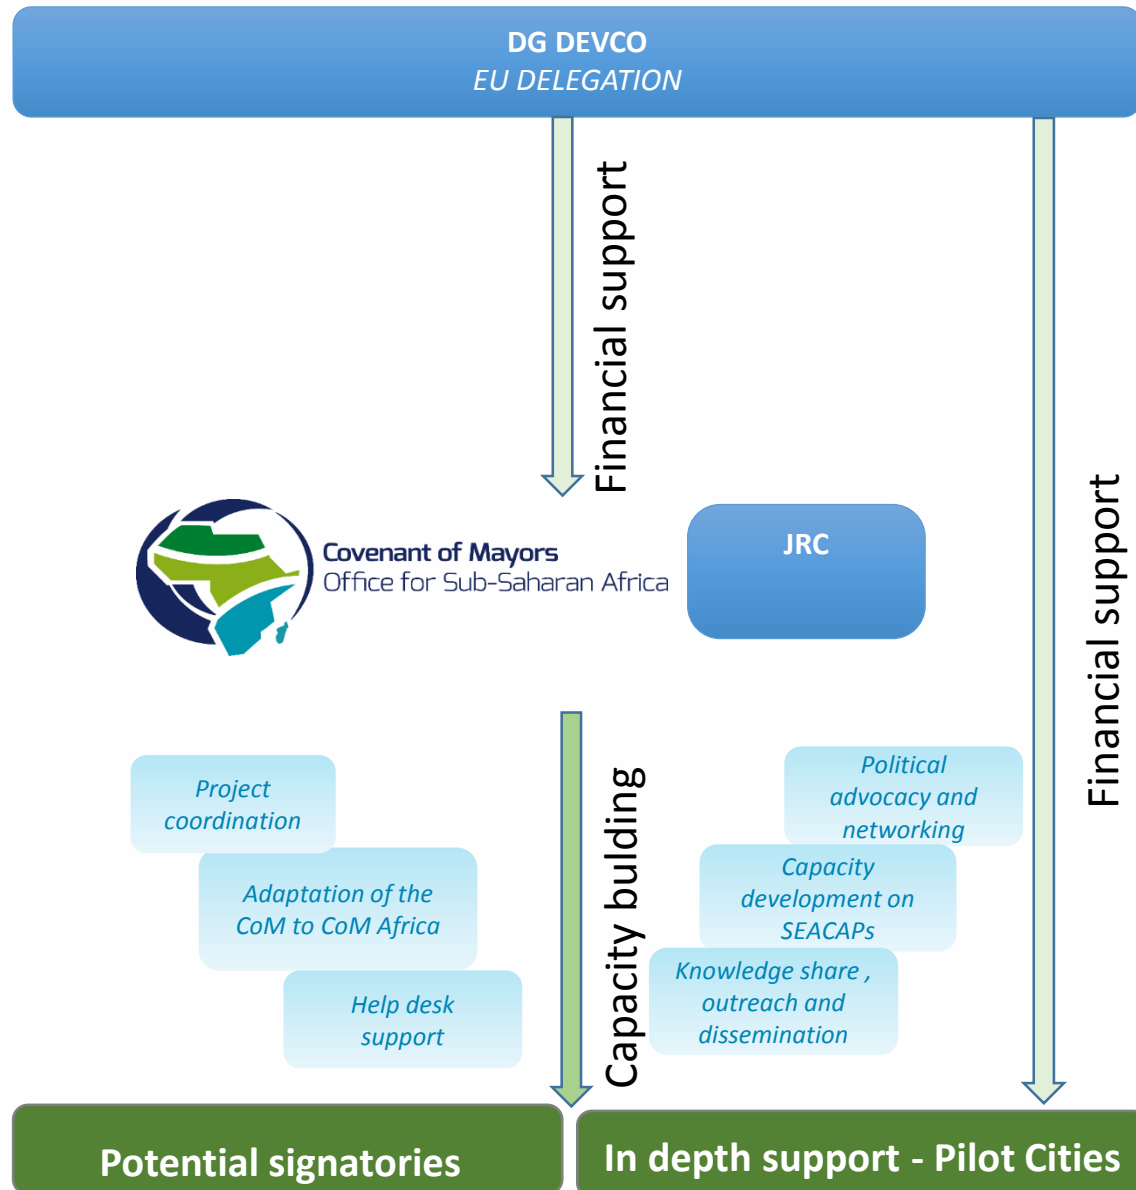 DG DEVCO
EU DELEGATION
Financial support
Financial support
Covenant of Mayors
Office for Sub-Saharan Africa
JRC
Capacity bulding
Project
coordination
Adaptation of the
CoM to CoM Africa
Help desk
support
Political
advocacy and
networking
Capacity
development on
SEACAPs
Knowledge share ,
outreach and
dissemination
Potential signatories
In depth support - Pilot Cities